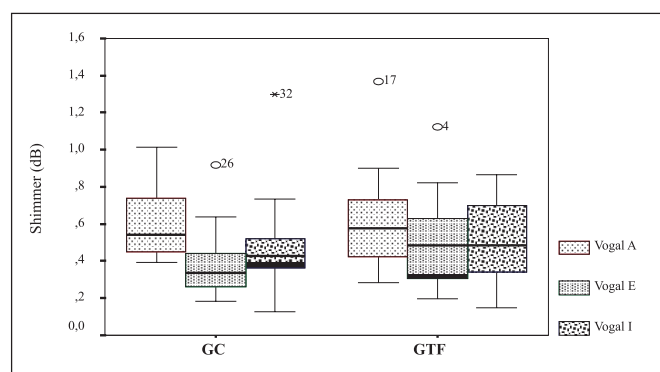 1,6
1,4
1,2
1,0
,8
,6
,4
,2
0,0
Shimmer (dB)
26
32
17
4
GC
GTF
Vogal A
Vogal E
Vogal I